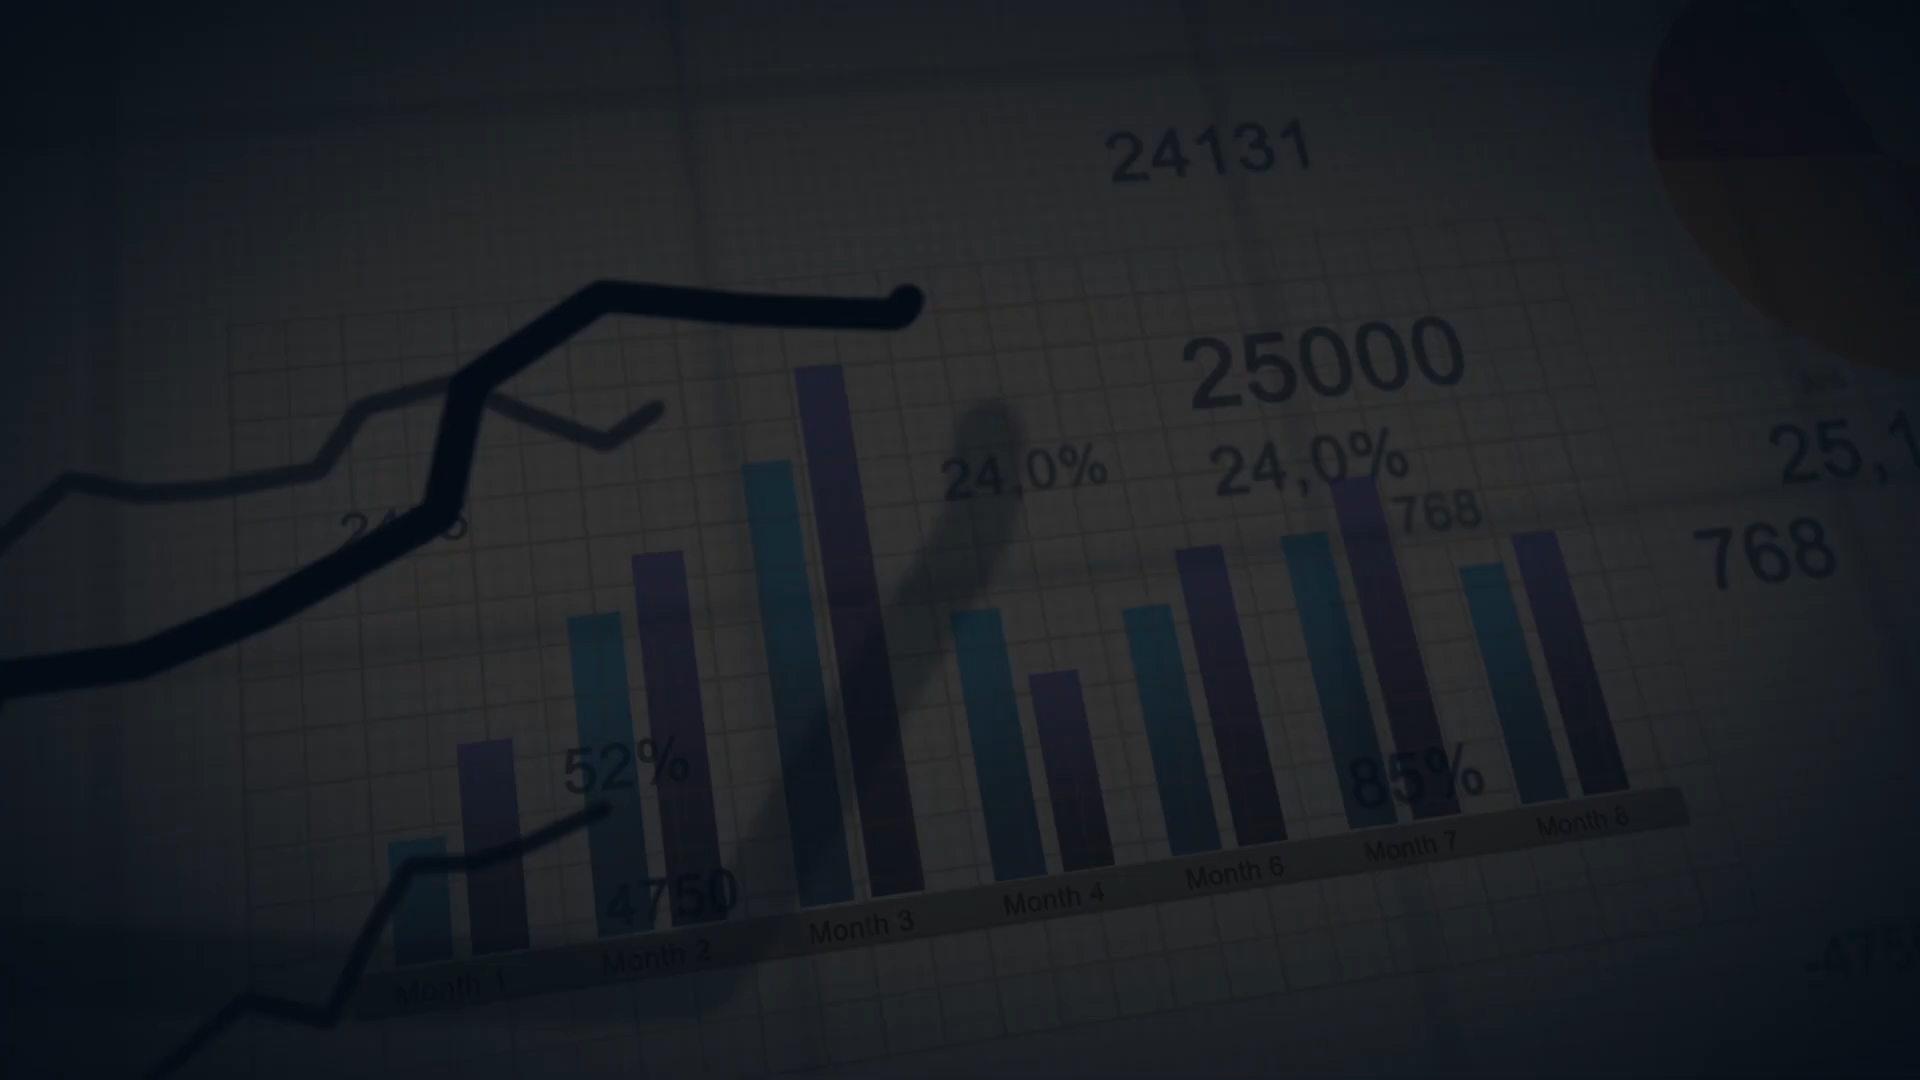 24131
25000
24,0%
24,0%
768
768
52%
85%
4750
Month 1
Month 2
Month 3
Month 4
Month 6
Month 7
Month 8